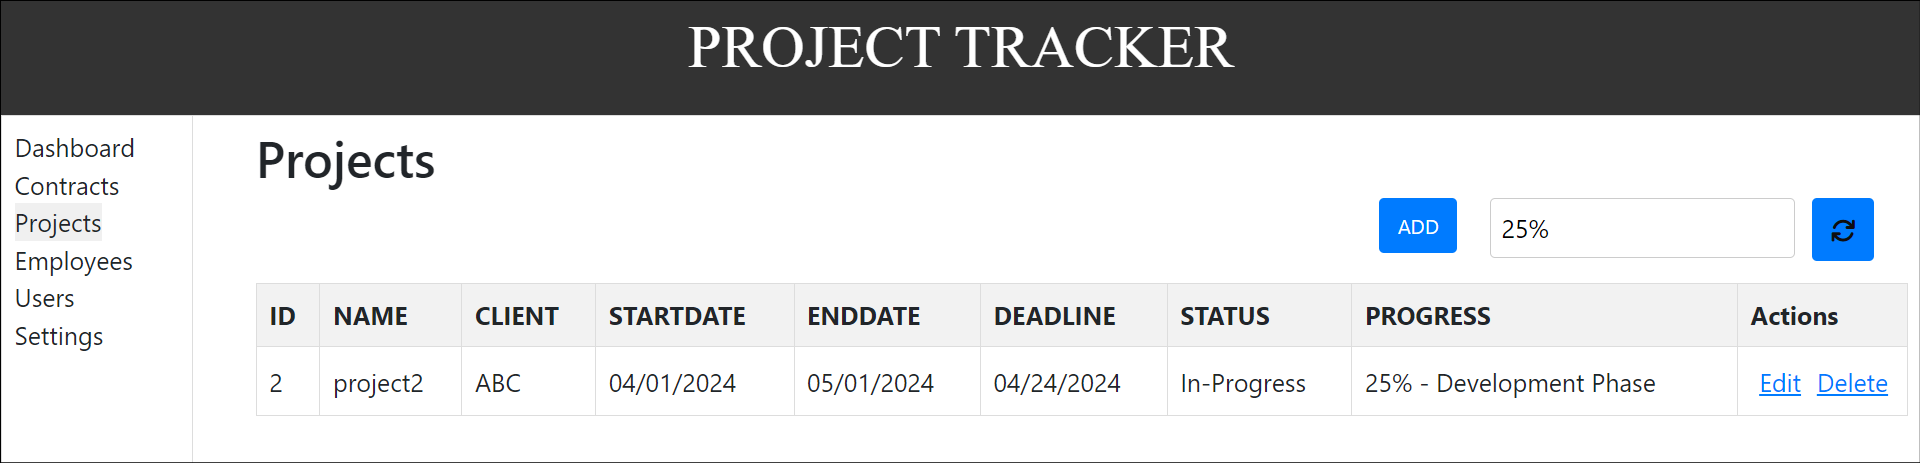 PROJECT TRACKER
Dashboard
Contracts
Projects
Employees
Users
Settings
Projects
ADD 25%
ID NAME CLIENT STARTDATE ENDDATE DEADLINE STATUS PROGRESS Actions
2 project2 ABC 04/01/2024 05/01/2024 04/24/2024 In-Progress 25% - Development Phase Edit Delete